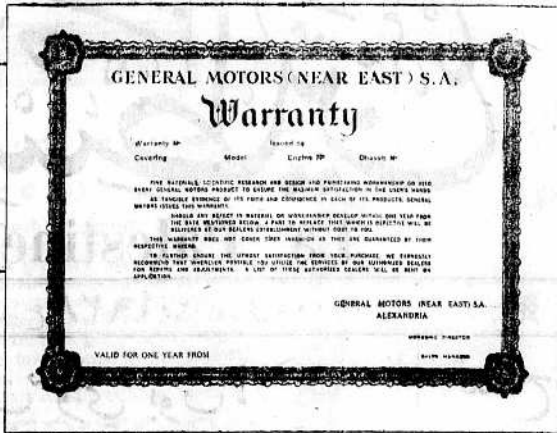 GENERAL MOTORS (NEAR EAST) S.A.
Warranty
Warranty Nº Issued to
Covering Model Engine Nº Chassis Nº
FINE MATERIALS, SCIENTIFIC RESEARCH AND DESIGN AND PAINSTAKING WORKMANSHIP GO INTO
EVERY GENERAL MOTORS PRODUCT TO ENSURE THE MAXIMUM SATISFACTION IN THE USER'S HANDS
AS TANGIBLE EVIDENCE OF ITS FAITH AND CONFIDENCE IN EACH OF ITS PRODUCTS, GENERAL
MOTORS ISSUES THIS WARRANTY.
SHOULD ANY DEFECT IN MATERIAL OR WORKMANSHIP DEVELOP WITHIN ONE YEAR FROM
THE DATE MENTIONED BELOW, A PART TO REPLACE THAT WHICH IS DEFECTIVE WILL BE
DELIVERED AT OUR DEALERS ESTABLISHMENT WITHOUT COST TO YOU.
THIS WARRANTY DOES NOT COVER TIRES INASMUCH AS THEY ARE GUARANTEED BY THEIR
RESPECTIVE MAKERS.
TO FURTHER ENSURE THE UTMOST SATISFACTION FROM YOUR PURCHASE, WE EXPRESSLY
RECOMMEND THAT WHEREVER POSSIBLE YOU UTILIZE THE SERVICES OF OUR AUTHORIZED DEALERS
FOR REPAIRS AND ADJUSTMENTS. A LIST OF THESE AUTHORIZED DEALERS WILL BE SENT ON
APPLICATION.
GENERAL MOTORS (NEAR EAST) S.A.
ALEXANDRIA
MANAGING DIRECTOR
VALID FOR ONE YEAR FROM
SALES MANAGER